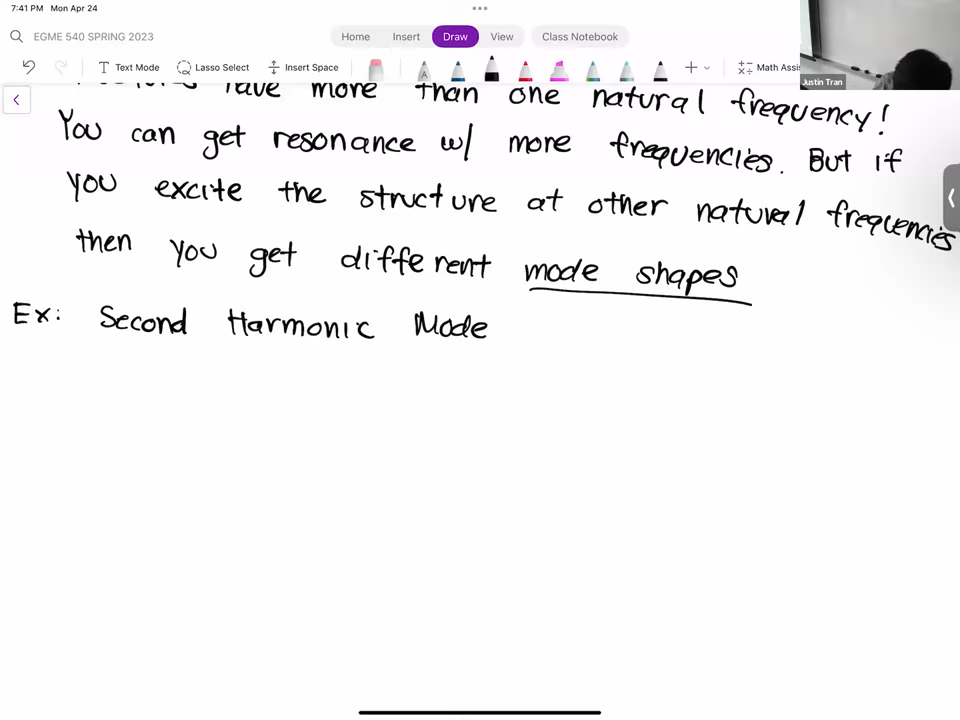 7:41 PM Mon Apr 24
EGME 540 SPRING 2023
Home Insert Draw View Class Notebook
Text Mode Lasso Select Insert Space Math Assis
Justin Tran
have more than one natural frequency!
You can get resonance w/ more frequencies. But if
you excite the structure at other natural frequencies
then you get different mode shapes
Ex: Second Harmonic Mode